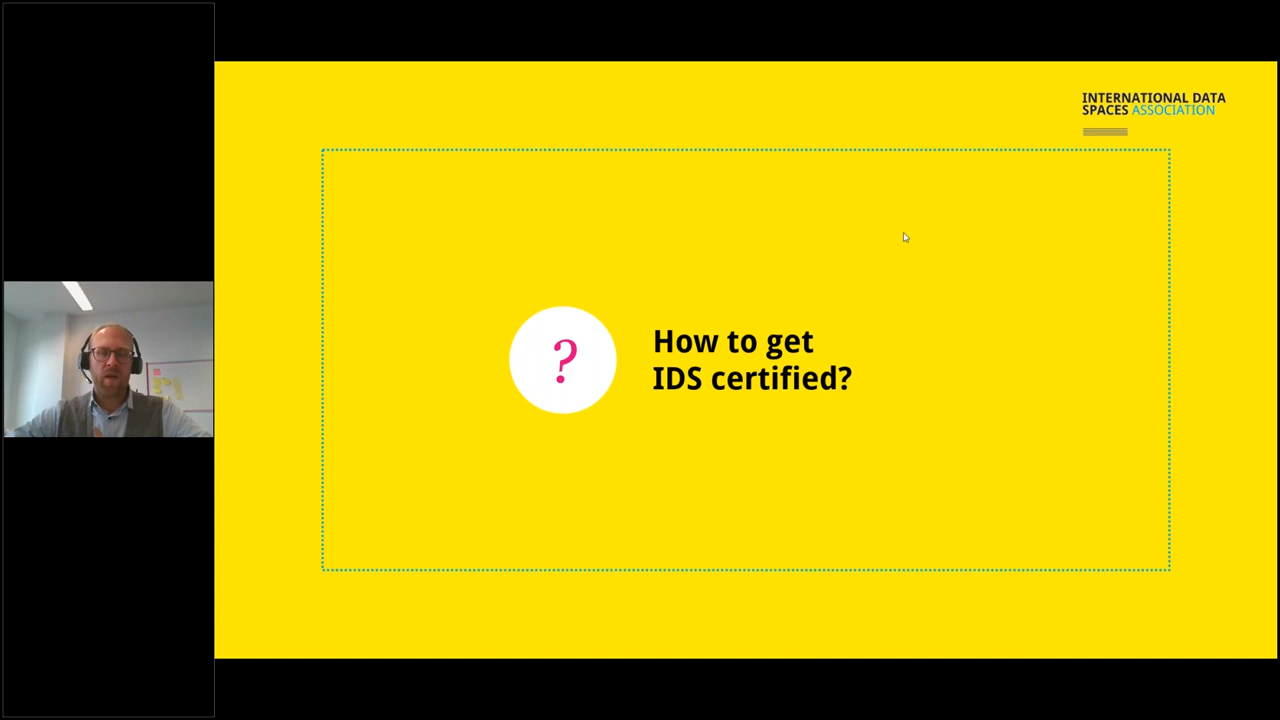 INTERNATIONAL DATA
SPACES ASSOCIATION
?
How to get
IDS certified?